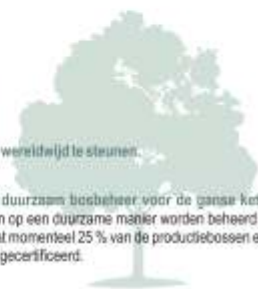 wereldwijd te steunen.
duurzaam bosbeheer voor de ganse ket
n op een duurzame manier worden beheerd
at momenteel 25 % van de productiebossen e
gecertificeerd.